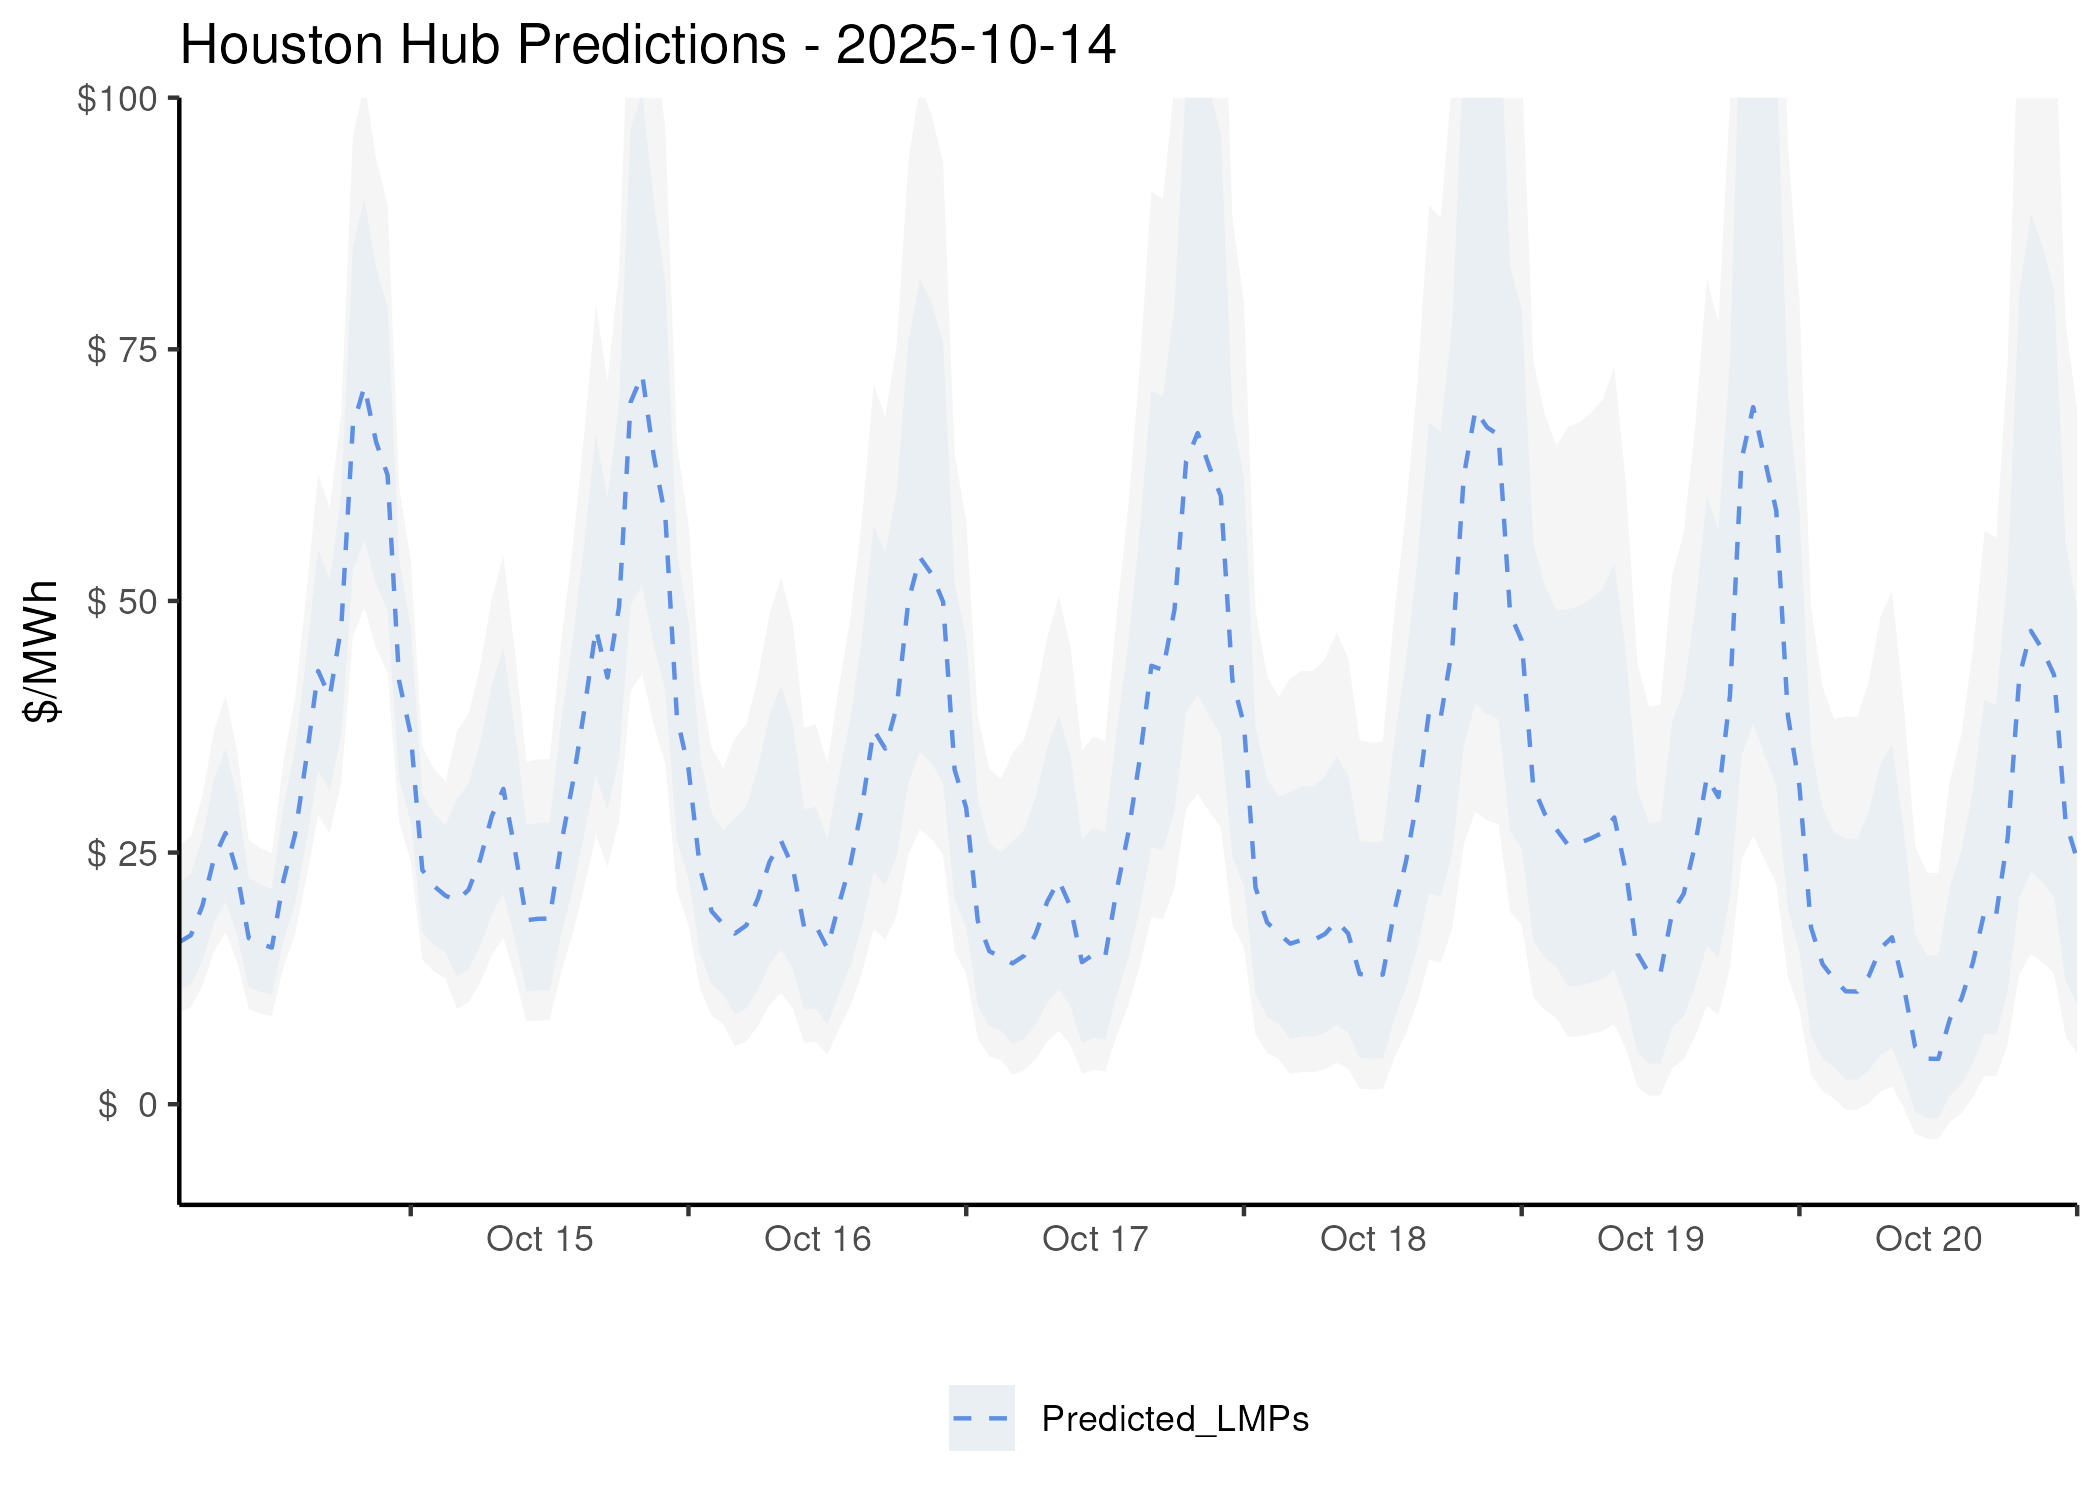 Houston Hub Predictions - 2025-10-14
$100
$ 75
$ 50
$ 25
$  0
$/MWh
Oct 15 Oct 16 Oct 17 Oct 18 Oct 19 Oct 20
Predicted_LMPs